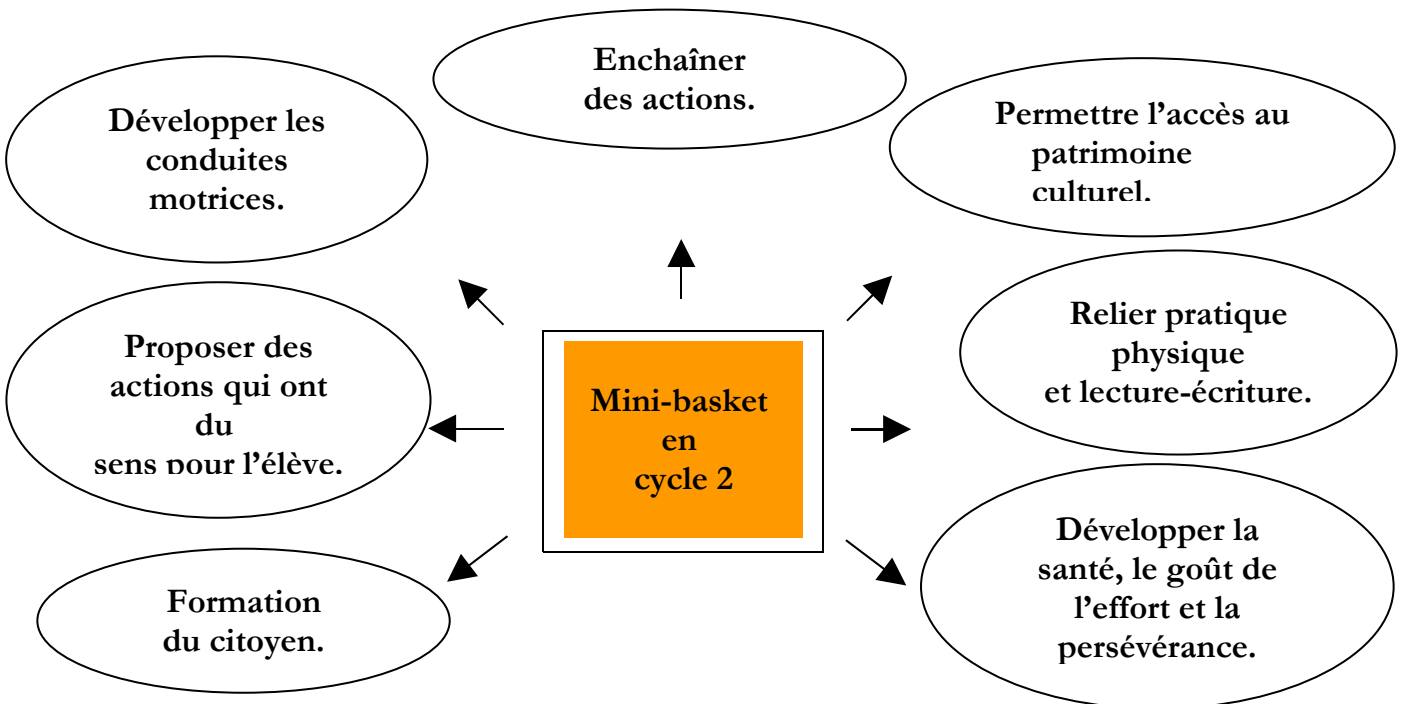 Enchaîner
des actions.
Développer les
conduites
motrices.
Permettre l’accès au
patrimoine
culturel.
Proposer des
actions qui ont
du
sens pour l’élève.
Mini-basket
en
cycle 2
Relier pratique
physique
et lecture-écriture.
Formation
du citoyen.
Développer la
santé, le goût de
l’effort et la
persévérance.